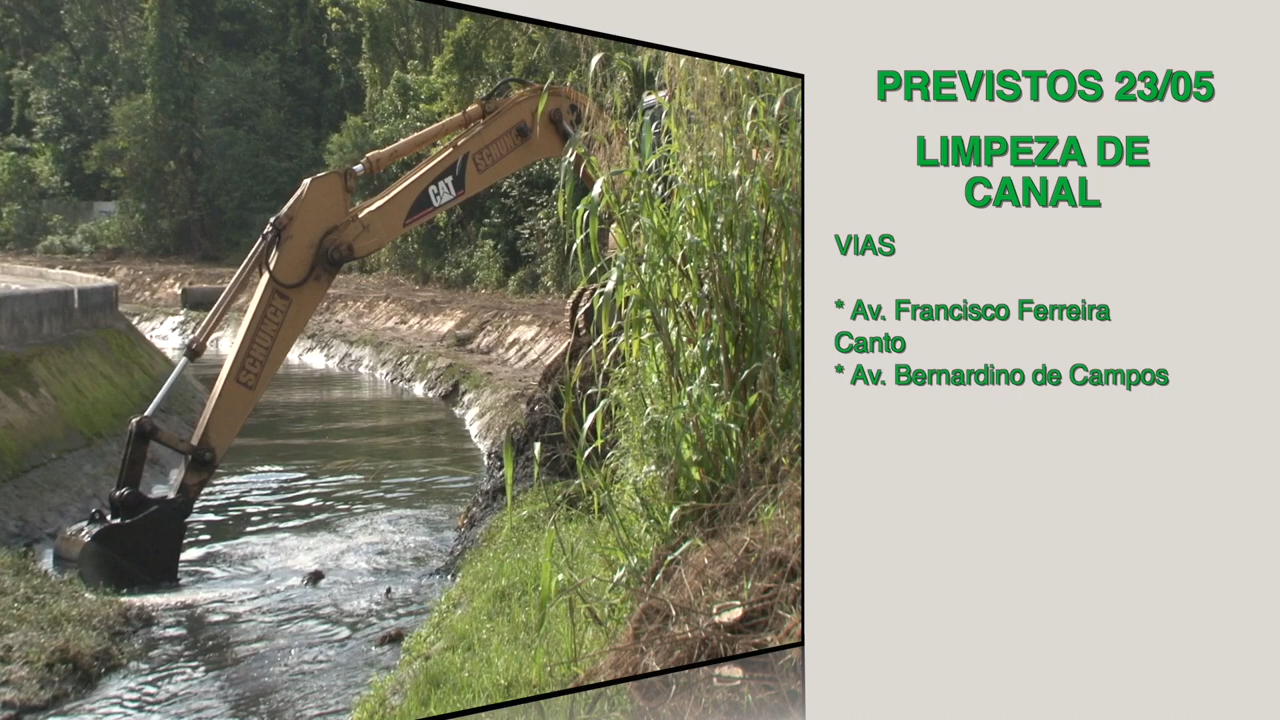 PREVISTOS 23/05
LIMPEZA DE
CANAL
VIAS
* Av. Francisco Ferreira
Canto
* Av. Bernardino de Campos
SCHUNCK
CAT
SCHUNCK